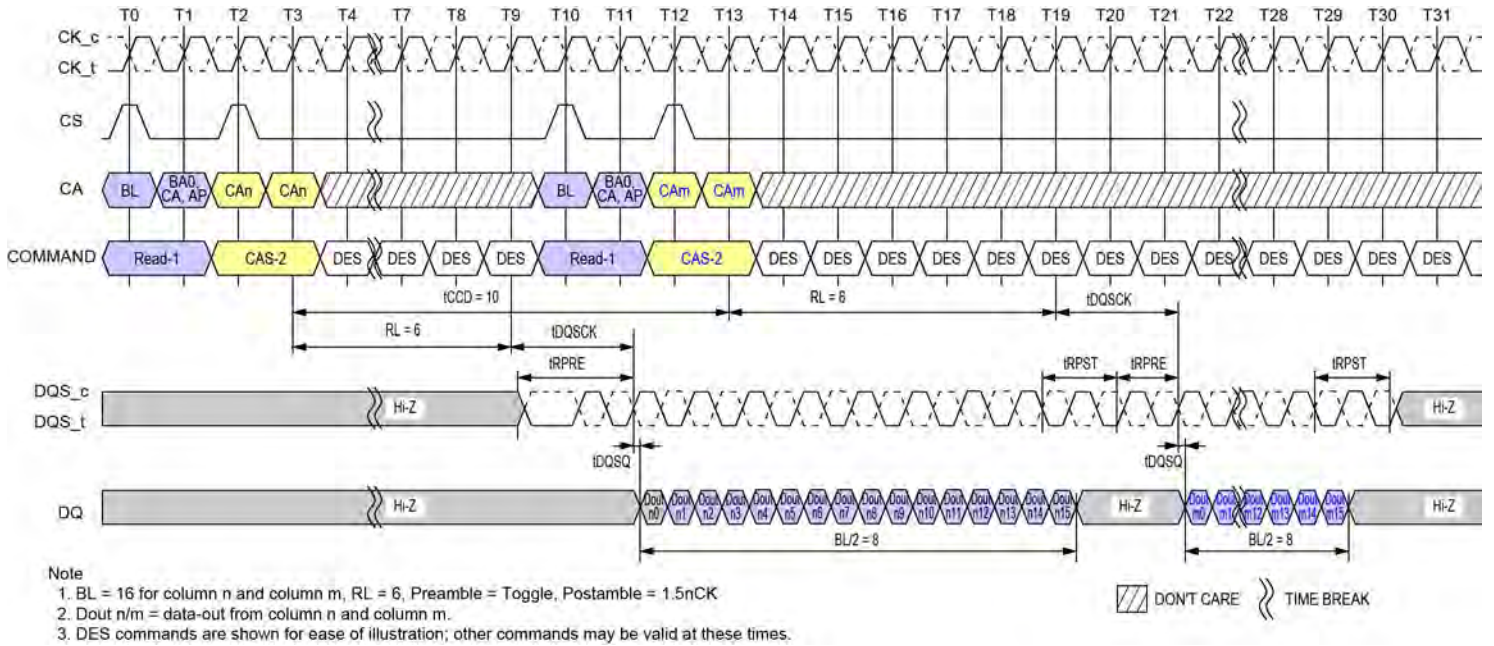 T0 T1 T2 T3 T4 T7 T8 T9 T10 T11 T12 T13 T14 T15 T16 T17 T18 T19 T20 T21 T22 T28 T29 T30 T31
CK_c
CK_t
CS
CA BL BA0, CA, AP CAn CAn BL BA0, CA, AP CAm CAm
COMMAND Read-1 CAS-2 DES DES DES DES Read-1 CAS-2 DES DES DES DES DES DES DES DES DES DES DES DES DES
tCCD = 10 RL = 6 tDQSCK
RL = 6 tDQSCK
tRPRE tRPST tRPRE tRPST
DQS_c
DQS_t
Hi-Z Hi-Z
tDQSQ tDQSQ
DQ Hi-Z Dout n0 Dout n1 Dout n2 Dout n3 Dout n4 Dout n5 Dout n6 Dout n7 Dout n8 Dout n9 Dout n10 Dout n11 Dout n12 Dout n13 Dout n14 Dout n15 Hi-Z Dout m0 Dout m1 Dout m12 Dout m13 Dout m14 Dout m15 Hi-Z
BL/2 = 8 BL/2 = 8
Note
1. BL = 16 for column n and column m, RL = 6, Preamble = Toggle, Postamble = 1.5nCK
2. Dout n/m = data-out from column n and column m.
3. DES commands are shown for ease of illustration; other commands may be valid at these times.
DON'T CARE TIME BREAK